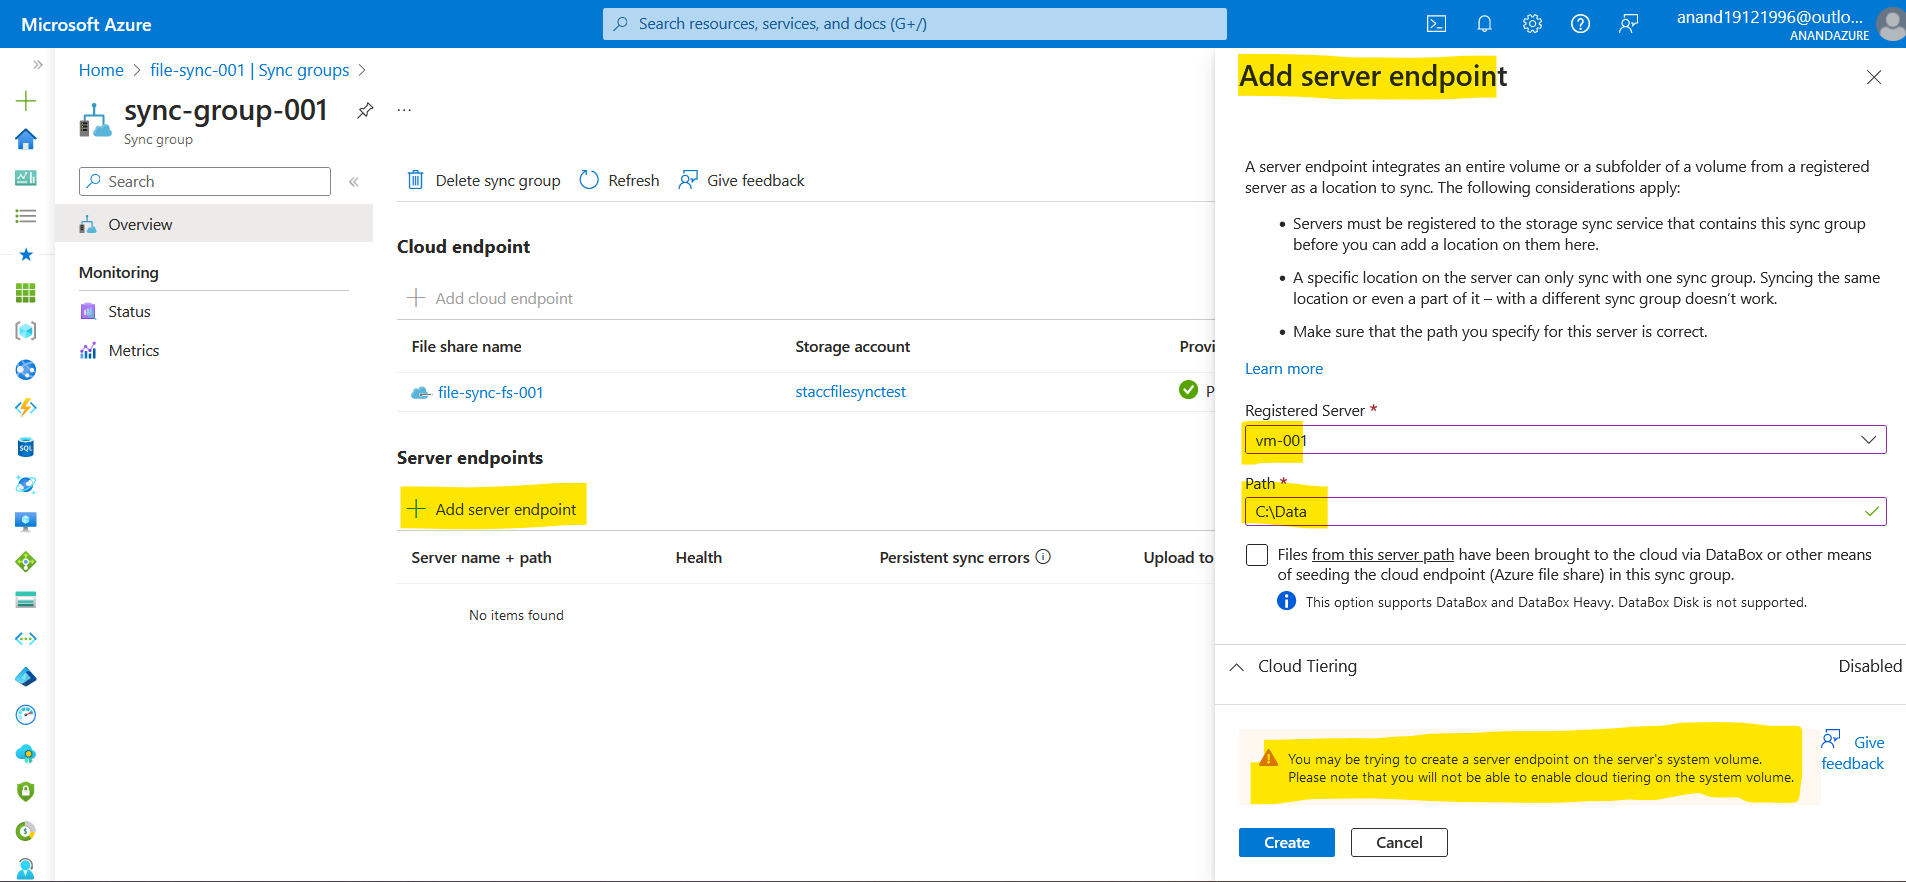 Microsoft Azure
Search resources, services, and docs (G+/)
anand19121996@outlo...
ANANDAZURE
Home > file-sync-001 | Sync groups >
sync-group-001
...
Sync group
Search
Overview
Monitoring
Status
Metrics
Delete sync group
Refresh
Give feedback
Cloud endpoint
Add cloud endpoint
File share name
Storage account
Provi
file-sync-fs-001
staccfilesynctest
P
Server endpoints
Add server endpoint
Server name + path
Health
Persistent sync errors
Upload to
No items found
Add server endpoint
A server endpoint integrates an entire volume or a subfolder of a volume from a registered
server as a location to sync. The following considerations apply:
• Servers must be registered to the storage sync service that contains this sync group
before you can add a location on them here.
• A specific location on the server can only sync with one sync group. Syncing the same
location or even a part of it – with a different sync group doesn’t work.
• Make sure that the path you specify for this server is correct.
Learn more
Registered Server *
vm-001
Path *
C:\Data
Files from this server path have been brought to the cloud via DataBox or other means
of seeding the cloud endpoint (Azure file share) in this sync group.
This option supports DataBox and DataBox Heavy. DataBox Disk is not supported.
Cloud Tiering
Disabled
You may be trying to create a server endpoint on the server's system volume.
Please note that you will not be able to enable cloud tiering on the system volume.
Give
feedback
Create
Cancel
SQL